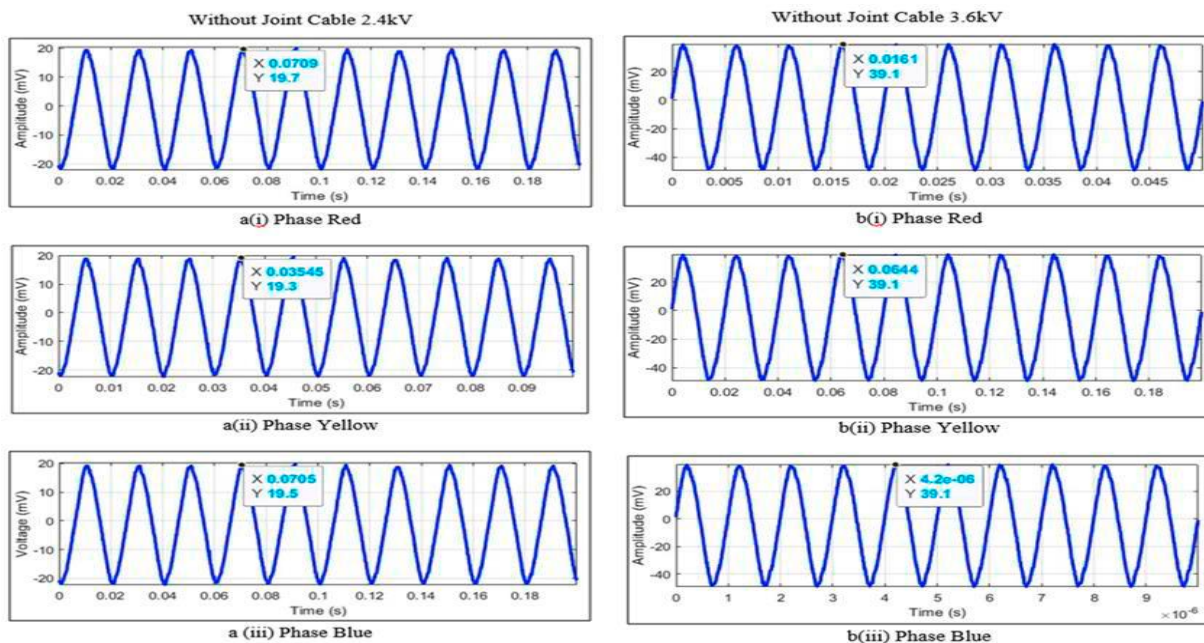 Without Joint Cable 2.4kV
Amplitude (mV)
20
10
0
-10
-20
X 0.0709
Y 19.7
0 0.02 0.04 0.06 0.08 0.1 0.12 0.14 0.16 0.18
Time (s)
a(i) Phase Red
Amplitude (mV)
20
10
0
-10
-20
X 0.03545
Y 19.3
0 0.01 0.02 0.03 0.04 0.05 0.06 0.07 0.08 0.09
Time (s)
a(ii) Phase Yellow
Voltage (mV)
20
10
0
-10
-20
X 0.0705
Y 19.5
0 0.02 0.04 0.06 0.08 0.1 0.12 0.14 0.16 0.18
Time (s)
a (iii) Phase Blue
Without Joint Cable 3.6kV
Amplitude (mV)
20
0
-20
-40
X 0.0161
Y 39.1
0 0.005 0.01 0.015 0.02 0.025 0.03 0.035 0.04 0.045
Time (s)
b(i) Phase Red
Amplitude (mV)
20
0
-20
-40
X 0.0644
Y 39.1
0 0.02 0.04 0.06 0.08 0.1 0.12 0.14 0.16 0.18
Time (s)
b(ii) Phase Yellow
Amplitude (mV)
20
0
-20
-40
X 4.2e-06
Y 39.1
0 1 2 3 4 5 6 7 8 9
Time (s)
× 10⁻⁶
b(iii) Phase Blue